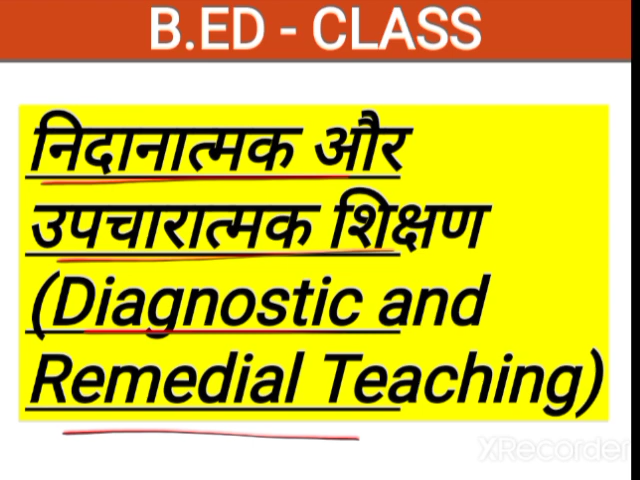 B.ED - CLASS
निदानात्मक और
उपचारात्मक शिक्षण
(Diagnostic and
Remedial Teaching)
XRecorder